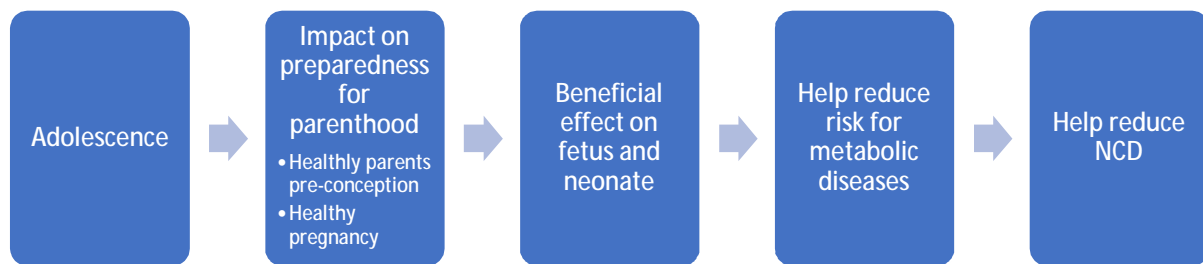 Adolescence
Impact on
preparedness
for
parenthood
• Healthly parents
pre-conception
• Healthy
pregnancy
Beneficial
effect on
fetus and
neonate
Help reduce
risk for
metabolic
diseases
Help reduce
NCD